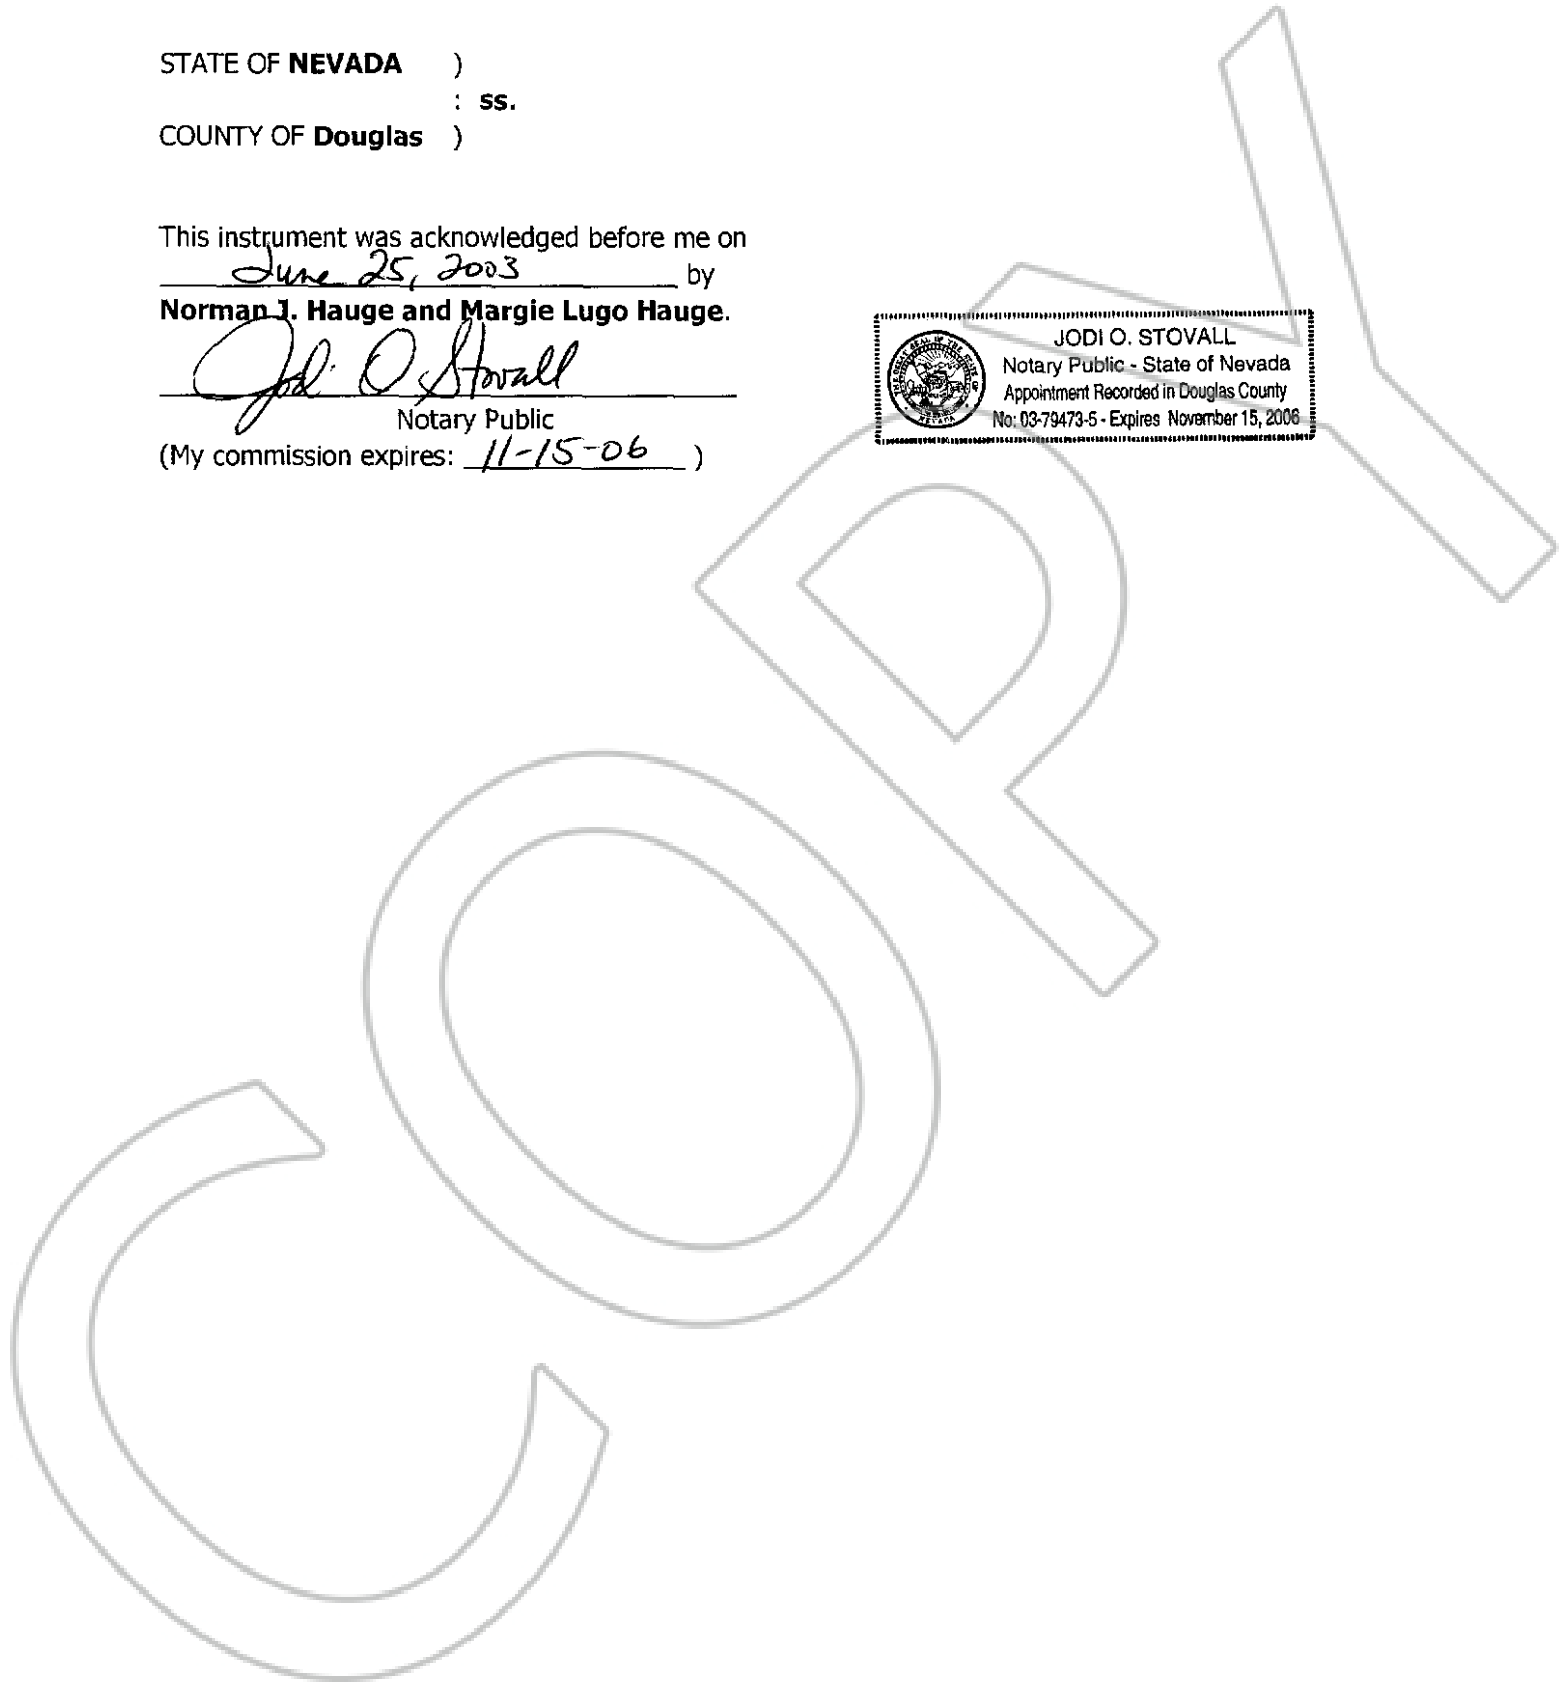 STATE OF NEVADA )
: ss.
COUNTY OF Douglas )
This instrument was acknowledged before me on
June 25, 2003 by
Norman J. Hauge and Margie Lugo Hauge.
Jodi O Stovall
Notary Public
(My commission expires: 11-15-06 )
JODI O. STOVALL
Notary Public - State of Nevada
Appointment Recorded in Douglas County
No: 03-79473-5 - Expires November 15, 2006
COPY